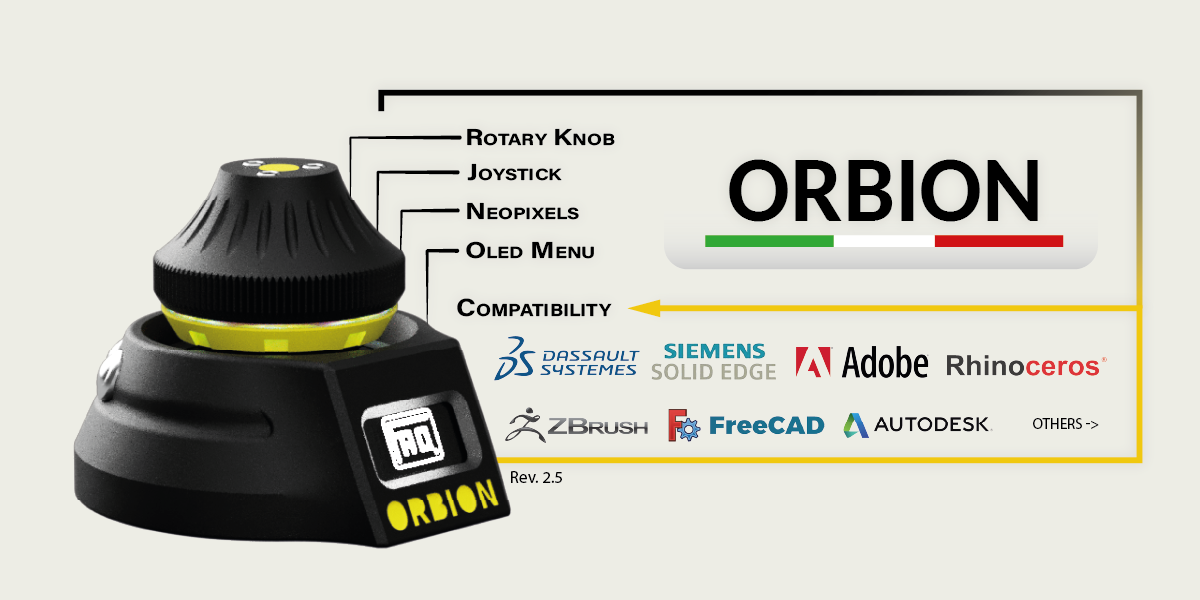 Rotary Knob
Joystick
Neopixels
Oled Menu
ORBION
Compatibility
DASSAULT
SYSTEMES
SIEMENS
SOLID EDGE
Adobe
Rhinoceros®
ZBRUSH
FreeCAD
AUTODESK.
OTHERS ->
Rev. 2.5
FAQ
ORBION